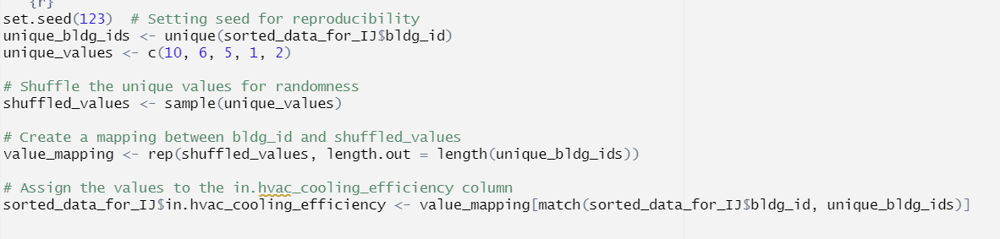 {r}
set.seed(123)  # Setting seed for reproducibility
unique_bldg_ids <- unique(sorted_data_for_IJ$bldg_id)
unique_values <- c(10, 6, 5, 1, 2)
# Shuffle the unique values for randomness
shuffled_values <- sample(unique_values)
# Create a mapping between bldg_id and shuffled_values
value_mapping <- rep(shuffled_values, length.out = length(unique_bldg_ids))
# Assign the values to the in.hvac_cooling_efficiency column
sorted_data_for_IJ$in.hvac_cooling_efficiency <- value_mapping[match(sorted_data_for_IJ$bldg_id, unique_bldg_ids)]